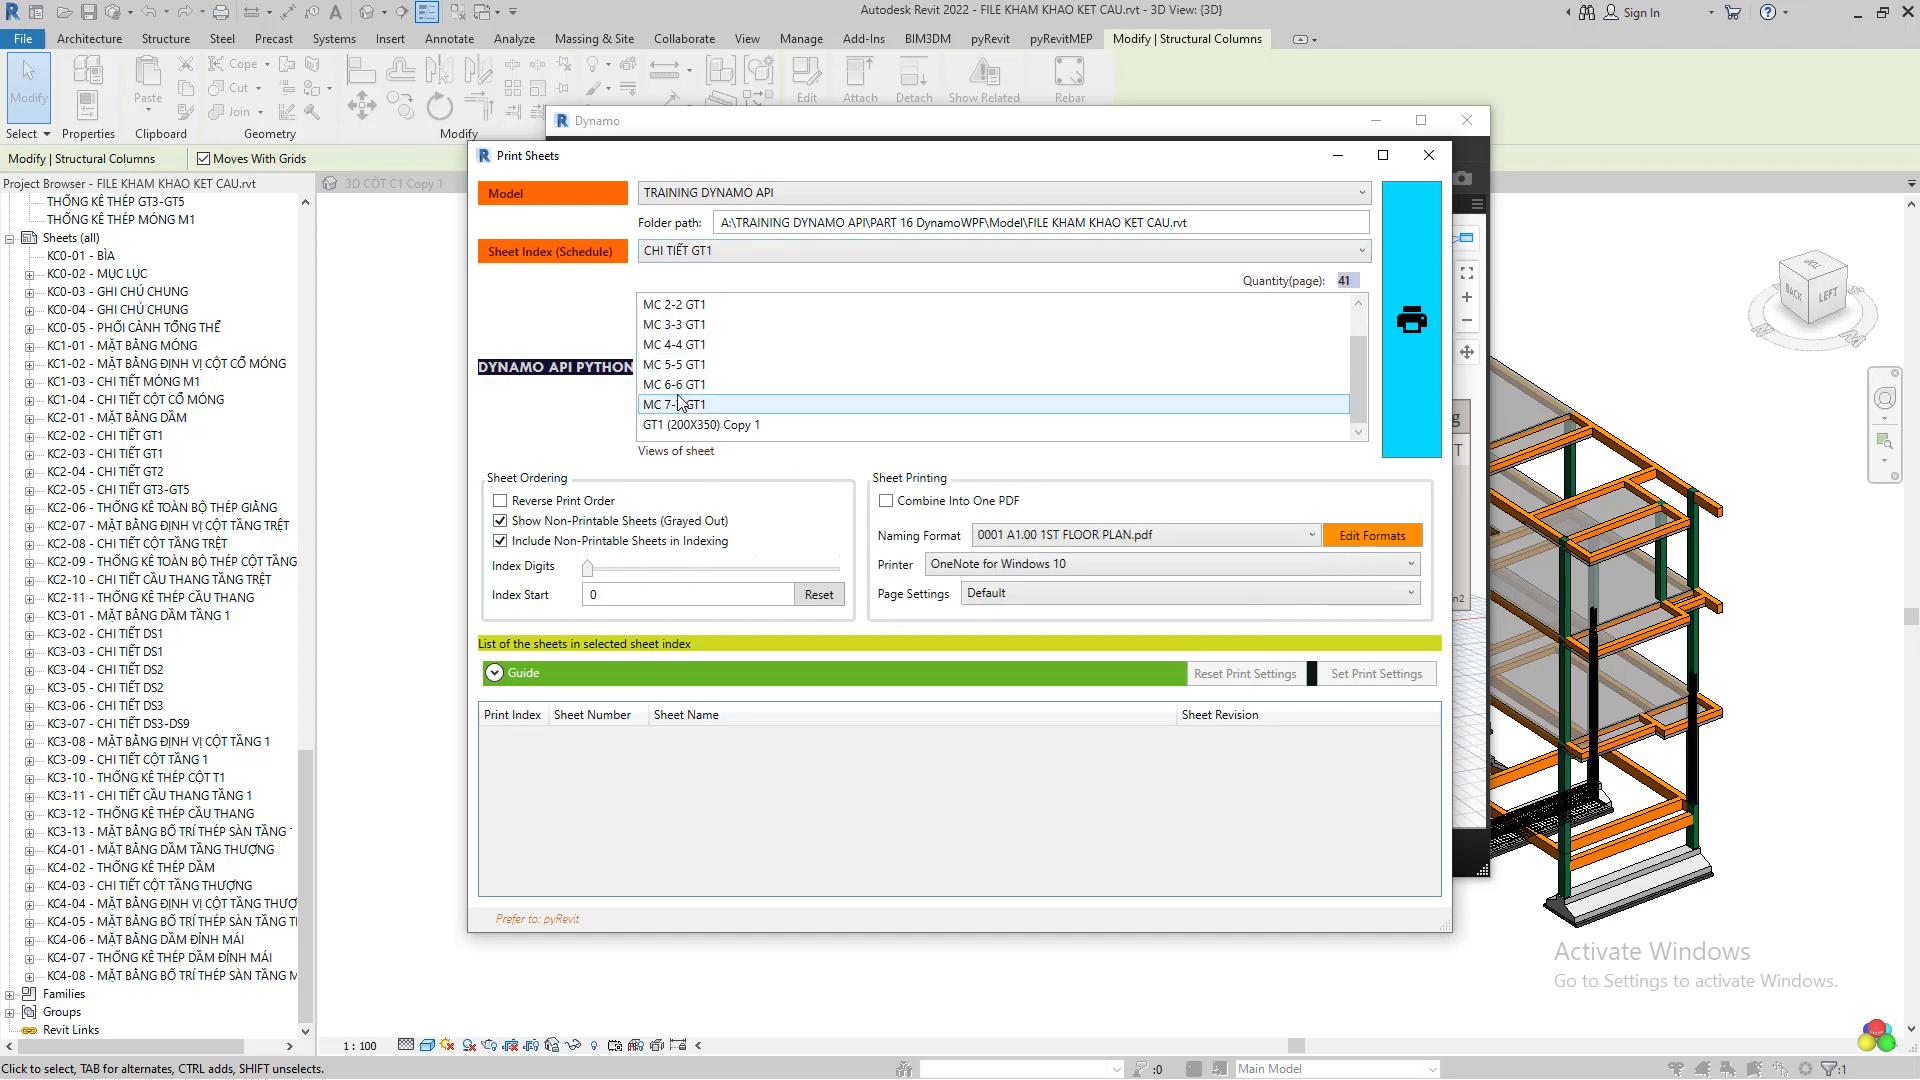 Autodesk Revit 2022 - FILE KHAM KHAO KET CAU.rvt - 3D View: {3D}
Sign In
File Architecture Structure Steel Precast Systems Insert Annotate Analyze Massing & Site Collaborate View Manage Add-Ins BIM3DM pyRevit pyRevitMEP Modify | Structural Columns
Modify
Paste
Cope
Cut
Join
Edit
Attach
Detach
Show Related
Rebar
Select
Properties
Clipboard
Geometry
Modify
Modify | Structural Columns
Moves With Grids
Project Browser - FILE KHAM KHAO KET CAU.rvt
3D CỘT C1 Copy 1
THỐNG KÊ THÉP GT3-GT5
THỐNG KÊ THÉP MÓNG M1
Sheets (all)
KC0-01 - BÌA
KC0-02 - MỤC LỤC
KC0-03 - GHI CHÚ CHUNG
KC0-04 - GHI CHÚ CHUNG
KC0-05 - PHỐI CẢNH TỔNG THỂ
KC1-01 - MẶT BẰNG MÓNG
KC1-02 - MẶT BẰNG ĐỊNH VỊ CỘT CỔ MÓNG
KC1-03 - CHI TIẾT MÓNG M1
KC1-04 - CHI TIẾT CỘT CỔ MÓNG
KC2-01 - MẶT BẰNG DẦM
KC2-02 - CHI TIẾT GT1
KC2-03 - CHI TIẾT GT1
KC2-04 - CHI TIẾT GT2
KC2-05 - CHI TIẾT GT3-GT5
KC2-06 - THỐNG KÊ TOÀN BỘ THÉP GIẰNG
KC2-07 - MẶT BẰNG ĐỊNH VỊ CỘT TẦNG TRỆT
KC2-08 - CHI TIẾT CỘT TẦNG TRỆT
KC2-09 - THỐNG KÊ TOÀN BỘ THÉP CỘT TẦNG
KC2-10 - CHI TIẾT CẦU THANG TẦNG TRỆT
KC2-11 - CHI TIẾT THÉP CẦU THANG
KC3-01 - MẶT BẰNG DẦM TẦNG 1
KC3-02 - CHI TIẾT DS1
KC3-03 - CHI TIẾT DS1
KC3-04 - CHI TIẾT DS2
KC3-05 - CHI TIẾT DS2
KC3-06 - CHI TIẾT DS3
KC3-07 - CHI TIẾT DS3-DS9
KC3-08 - MẶT BẰNG ĐỊNH VỊ CỘT TẦNG 1
KC3-09 - CHI TIẾT CỘT TẦNG 1
KC3-10 - THỐNG KÊ THÉP CỘT T1
KC3-11 - CHI TIẾT CẦU THANG TẦNG 1
KC3-12 - THỐNG KÊ THÉP CẦU THANG
KC3-13 - MẶT BẰNG BỐ TRÍ THÉP SÀN TẦNG
KC4-01 - MẶT BẰNG DẦM TẦNG THƯỢNG
KC4-02 - THỐNG KÊ THÉP DẦM
KC4-03 - CHI TIẾT CỘT TẦNG THƯỢNG
KC4-04 - MẶT BẰNG ĐỊNH VỊ CỘT TẦNG THƯỢ
KC4-05 - MẶT BẰNG BỐ TRÍ THÉP SÀN TẦNG T
KC4-06 - MẶT BẰNG DẦM ĐỈNH MÁI
KC4-07 - THỐNG KÊ THÉP DẦM ĐỈNH MÁI
KC4-08 - MẶT BẰNG BỐ TRÍ THÉP SÀN TẦNG M
Families
Groups
Revit Links
Dynamo
Print Sheets
Model
TRAINING DYNAMO API
Folder path:
A:\TRAINING DYNAMO API\PART 16 DynamoWPF\Model\FILE KHAM KHAO KET CAU.rvt
Sheet Index (Schedule)
CHI TIẾT GT1
Quantity(page): 41
MC 2-2 GT1
MC 3-3 GT1
MC 4-4 GT1
DYNAMO API PYTHON
MC 5-5 GT1
MC 6-6 GT1
MC 7- GT1
GT1 (200X350) Copy 1
Views of sheet
Sheet Ordering
Reverse Print Order
Show Non-Printable Sheets (Grayed Out)
Include Non-Printable Sheets in Indexing
Index Digits
Index Start
0
Reset
Sheet Printing
Combine Into One PDF
Naming Format
0001 A1.00 1ST FLOOR PLAN.pdf
Edit Formats
Printer
OneNote for Windows 10
Page Settings
Default
List of the sheets in selected sheet index
Guide
Reset Print Settings
Set Print Settings
Print Index
Sheet Number
Sheet Name
Sheet Revision
Prefer to: pyRevit
TOP
BACK
LEFT
Activate Windows
Go to Settings to activate Windows.
1 : 100
Click to select, TAB for alternates, CTRL adds, SHIFT unselects.
:0
Main Model
:1